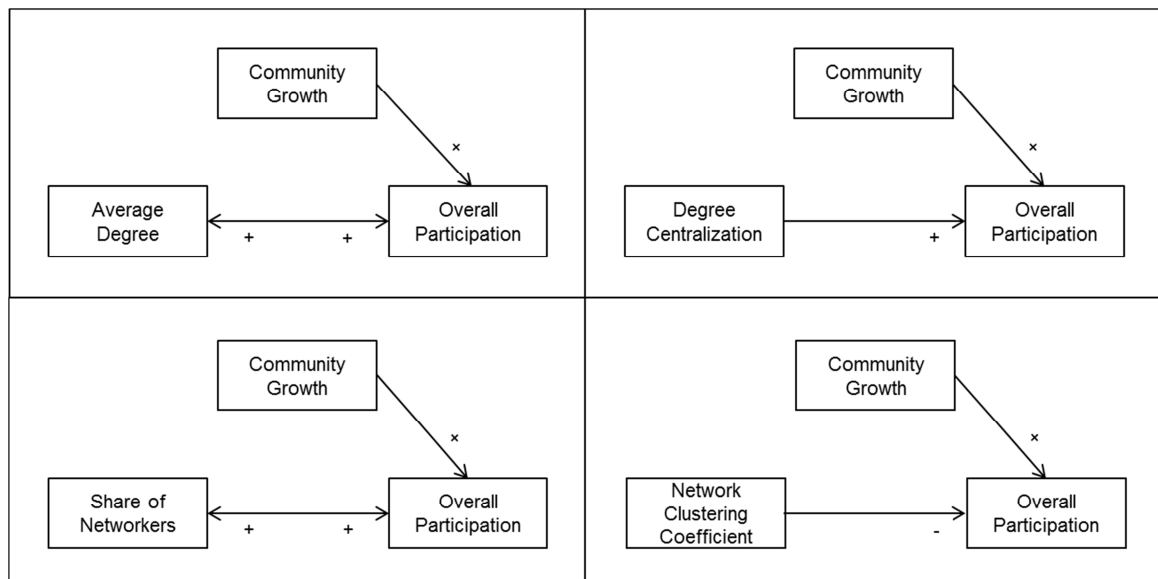 Community
Growth
×
Average
Degree
Overall
Participation
+
+
Community
Growth
×
Degree
Centralization
Overall
Participation
+
Community
Growth
×
Share of
Networkers
Overall
Participation
+
+
Community
Growth
×
Network
Clustering
Coefficient
Overall
Participation
-